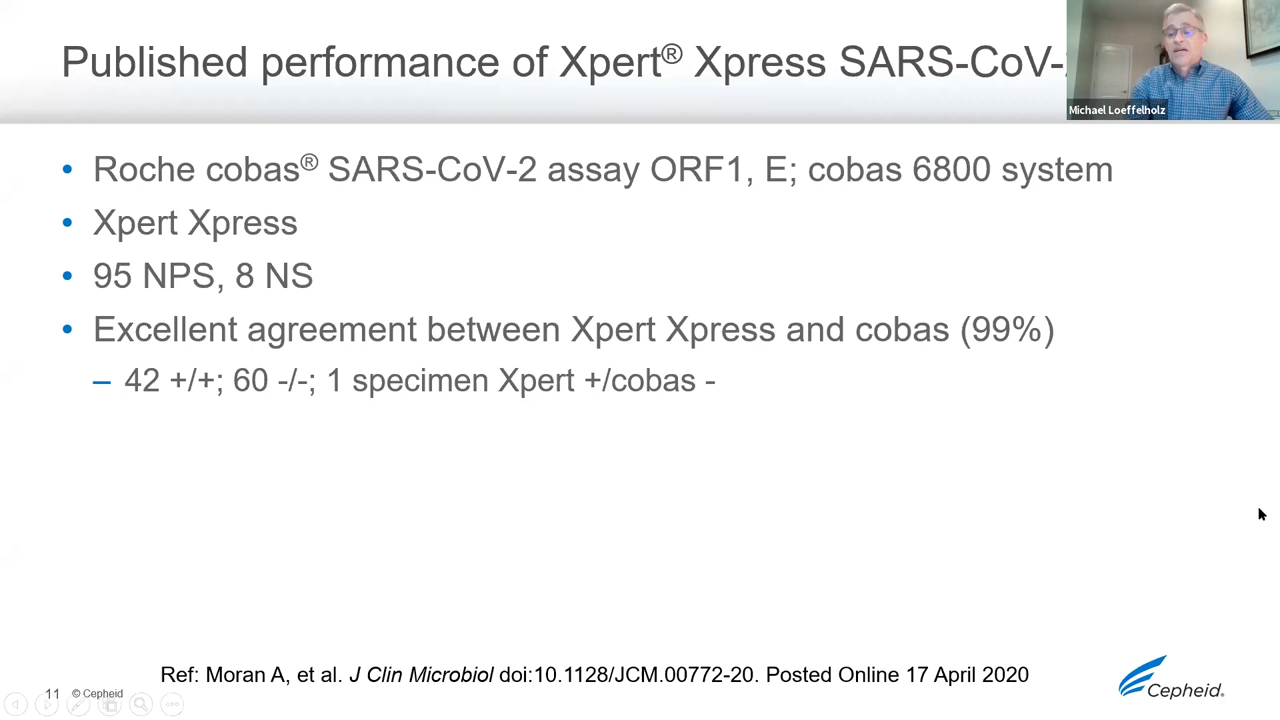 Published performance of Xpert® Xpress SARS-CoV-
Michael Loeffelholz
• Roche cobas® SARS-CoV-2 assay ORF1, E; cobas 6800 system
• Xpert Xpress
• 95 NPS, 8 NS
• Excellent agreement between Xpert Xpress and cobas (99%)
– 42 +/+; 60 -/-; 1 specimen Xpert +/cobas -
Ref: Moran A, et al. J Clin Microbiol doi:10.1128/JCM.00772-20. Posted Online 17 April 2020
11 © Cepheid
Cepheid.